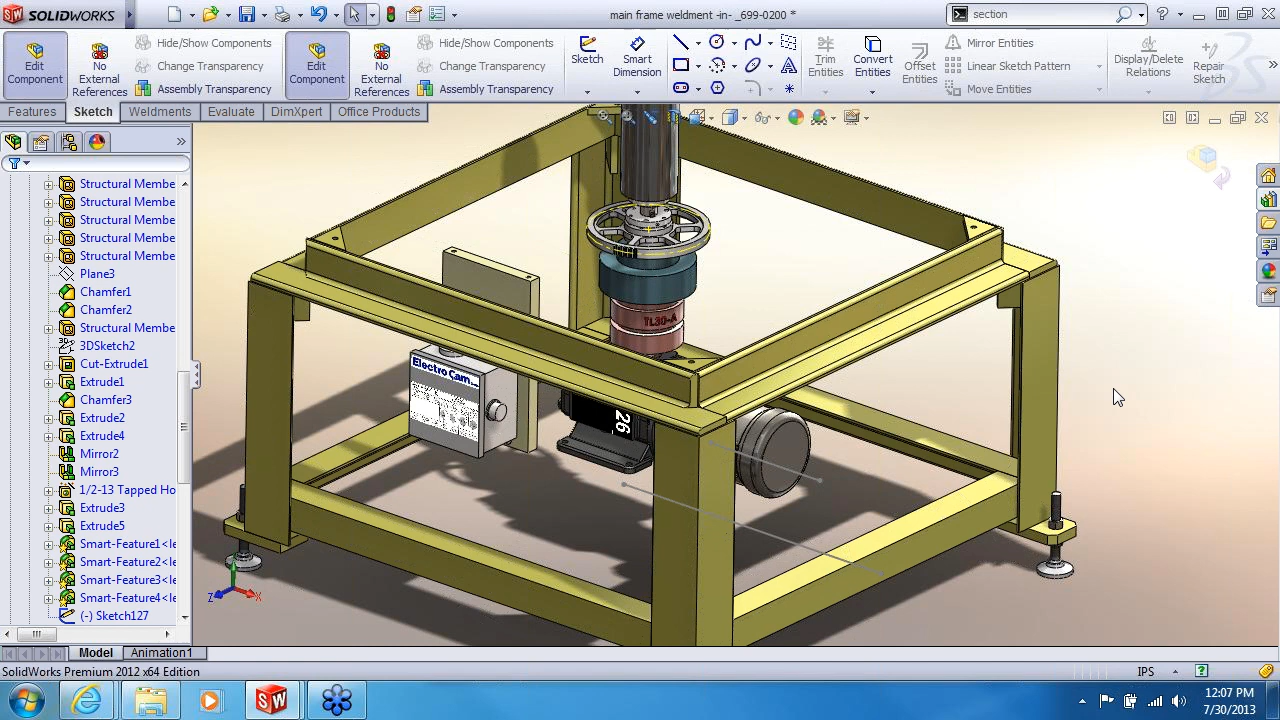 SOLIDWORKS
main frame weldment -in- _699-0200 *
section
Edit Component
No External References
Hide/Show Components
Change Transparency
Assembly Transparency
Edit Component
No External References
Hide/Show Components
Change Transparency
Assembly Transparency
Sketch
Smart Dimension
Trim Entities
Convert Entities
Offset Entities
Mirror Entities
Linear Sketch Pattern
Move Entities
Display/Delete Relations
Repair Sketch
Features
Sketch
Weldments
Evaluate
DimXpert
Office Products
Structural Membe
Structural Membe
Structural Membe
Structural Membe
Structural Membe
Plane3
Chamfer1
Chamfer2
Structural Membe
3DSketch2
Cut-Extrude1
Extrude1
Chamfer3
Extrude2
Extrude4
Mirror2
Mirror3
1/2-13 Tapped Ho
Extrude3
Extrude5
Smart-Feature1<le
Smart-Feature2<le
Smart-Feature3<le
Smart-Feature4<le
(-) Sketch127
TL30-A
Electro Cam
26
Z
X
Model
Animation1
SolidWorks Premium 2012 x64 Edition
IPS
12:07 PM
7/30/2013